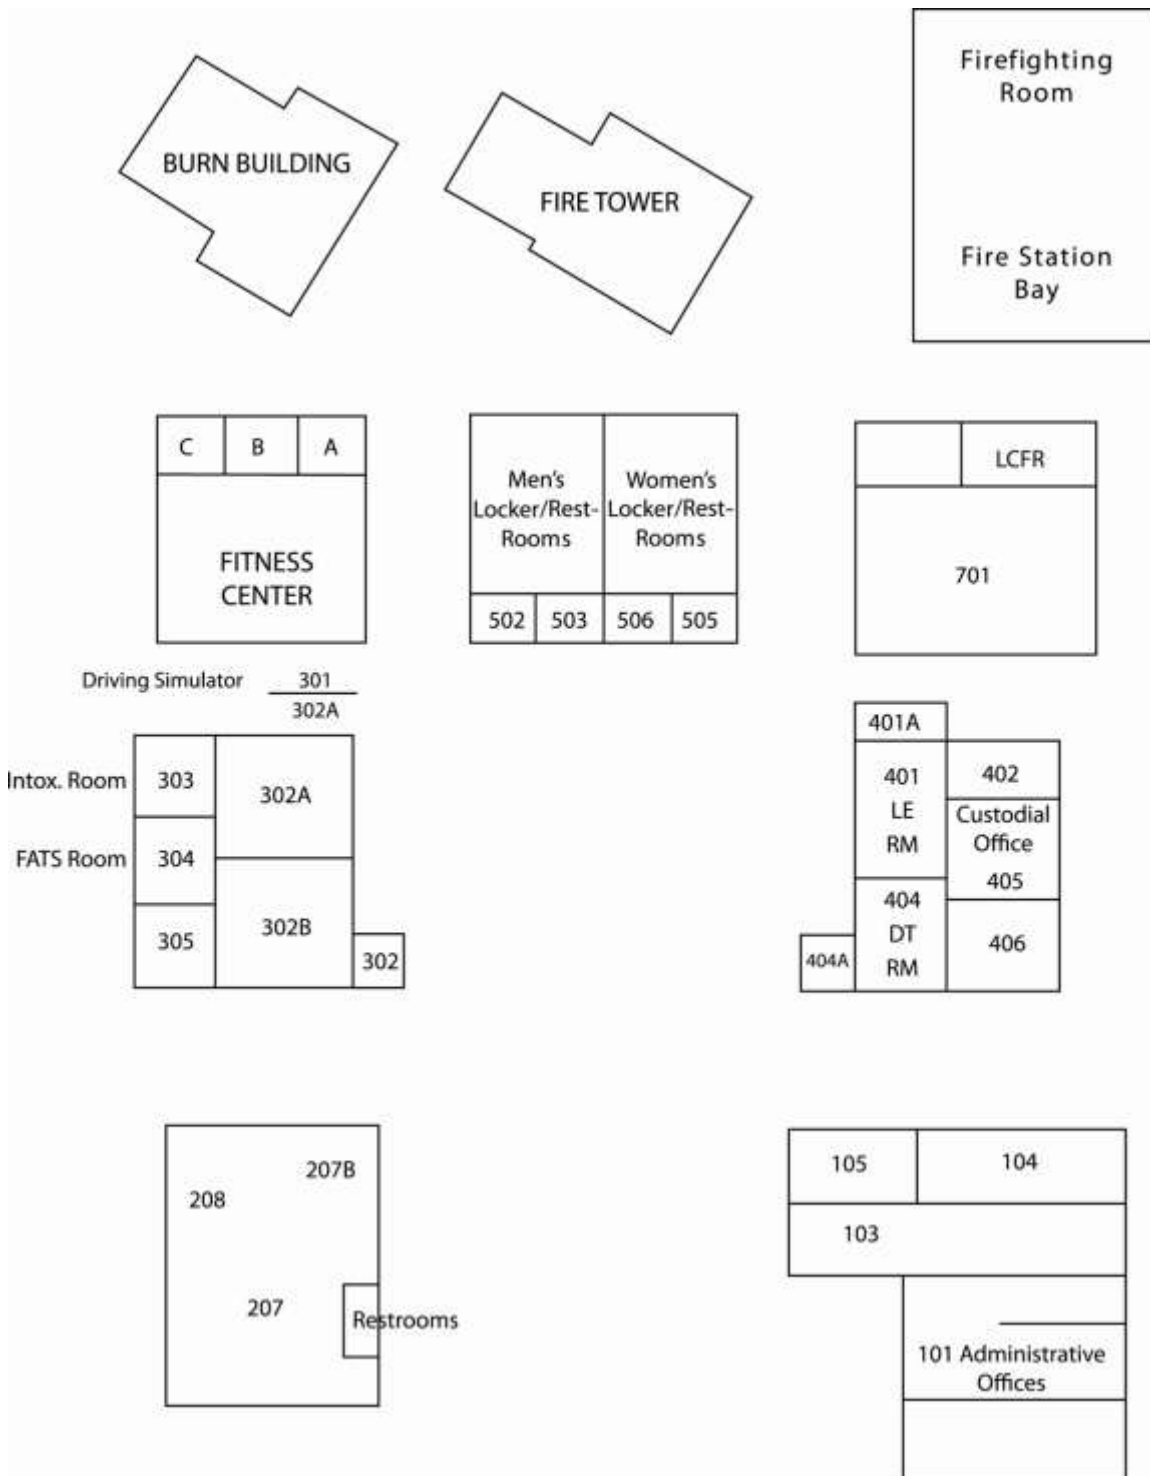 Firefighting
Room
BURN BUILDING
FIRE TOWER
Fire Station
Bay
C B A
LCFR
Men's
Locker/Rest-
Rooms
Women's
Locker/Rest-
Rooms
FITNESS
CENTER
701
502 503 506 505
Driving Simulator
301
302A
401A
Intox. Room
303
302A
401
LE
RM
402
Custodial
Office
405
FATS Room
304
302B
404
DT
RM
406
305
302
404A
207B
208
105
104
103
207
Restrooms
101 Administrative
Offices